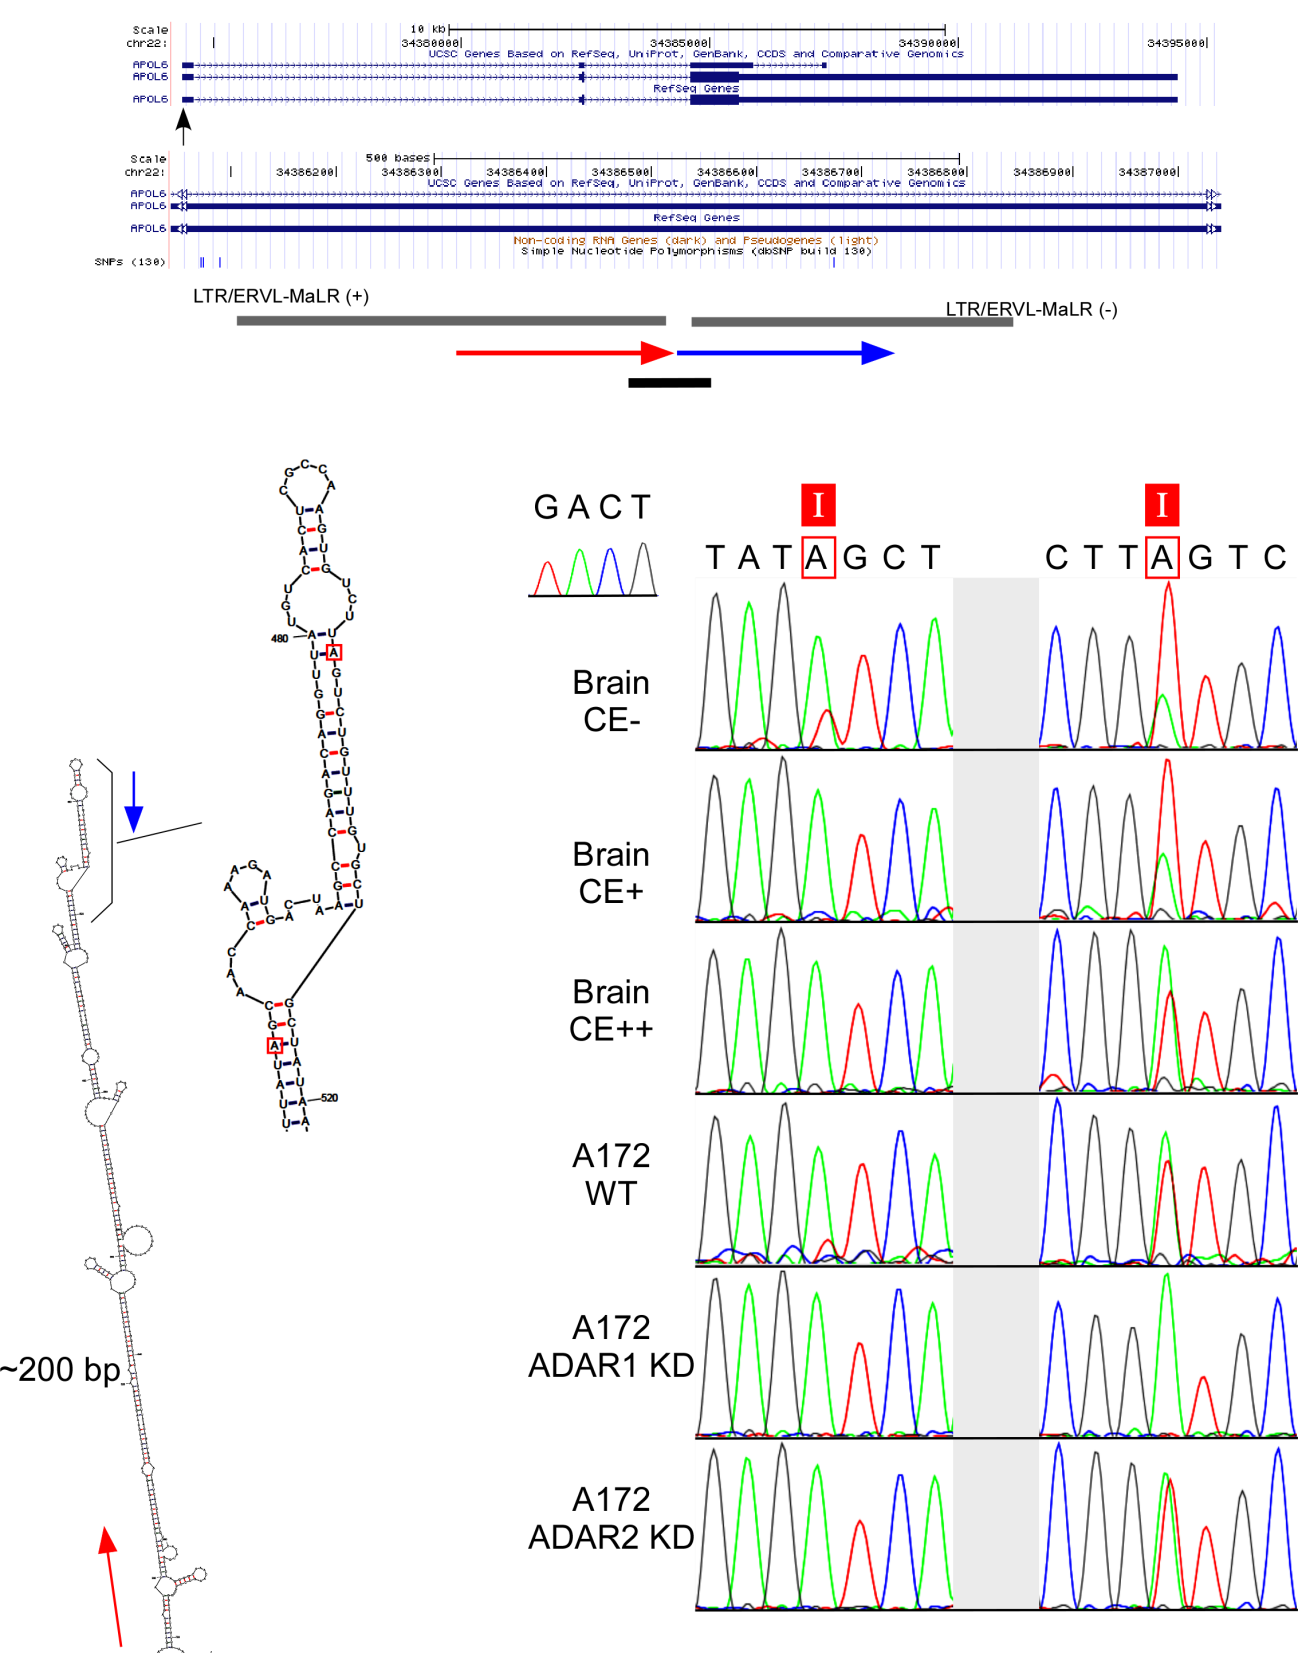 Scale 10 kb
chr22: 34380000 34385000 34390000 34395000
UCSC Genes Based on RefSeq, UniProt, GenBank, CCDS and Comparative Genomics
APOL6
APOL6
RefSeq Genes
APOL6
Scale 500 bases
chr22: 34386200 34386300 34386400 34386500 34386600 34386700 34386800 34386900 34387000
UCSC Genes Based on RefSeq, UniProt, GenBank, CCDS and Comparative Genomics
APOL6
APOL6
RefSeq Genes
APOL6
Non-coding RNA Genes (dark) and Pseudogenes (light)
Simple Nucleotide Polymorphisms (dbSNP build 130)
SNPs (130)
LTR/ERVL-MaLR (+)
LTR/ERVL-MaLR (-)
G A C T
I I
T A T A G C T C T T A G T C
Brain
CE-
Brain
CE+
Brain
CE++
A172
WT
A172
ADAR1 KD
A172
ADAR2 KD
480
520
~200 bp